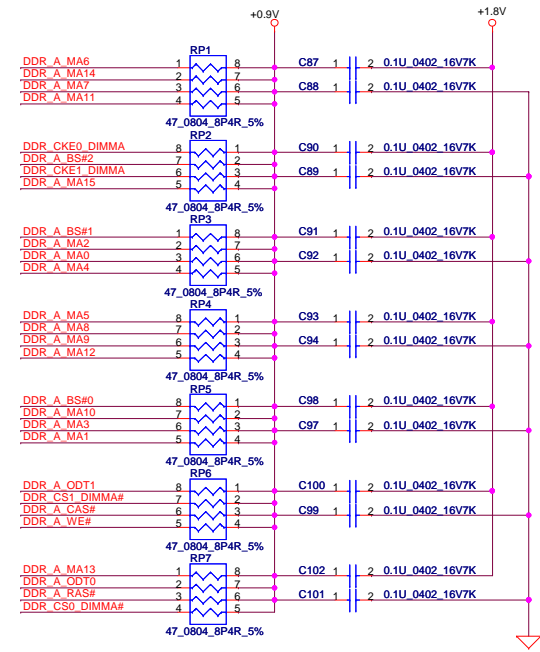 +0.9V +1.8V
RP1
DDR_A_MA6 1 8 C87 1 2 0.1U_0402_16V7K
DDR_A_MA14 2 7
DDR_A_MA7 3 6 C88 1 2 0.1U_0402_16V7K
DDR_A_MA11 4 5
47_0804_8P4R_5%
RP2
DDR_CKE0_DIMMA 8 1 C90 1 2 0.1U_0402_16V7K
DDR_A_BS#2 7 2
DDR_CKE1_DIMMA 6 3 C89 1 2 0.1U_0402_16V7K
DDR_A_MA15 5 4
47_0804_8P4R_5%
RP3
DDR_A_BS#1 1 8 C91 1 2 0.1U_0402_16V7K
DDR_A_MA2 2 7
DDR_A_MA0 3 6 C92 1 2 0.1U_0402_16V7K
DDR_A_MA4 4 5
47_0804_8P4R_5%
RP4
DDR_A_MA5 8 1 C93 1 2 0.1U_0402_16V7K
DDR_A_MA8 7 2
DDR_A_MA9 6 3 C94 1 2 0.1U_0402_16V7K
DDR_A_MA12 5 4
47_0804_8P4R_5%
RP5
DDR_A_BS#0 8 1 C98 1 2 0.1U_0402_16V7K
DDR_A_MA10 7 2
DDR_A_MA3 6 3 C97 1 2 0.1U_0402_16V7K
DDR_A_MA1 5 4
47_0804_8P4R_5%
RP6
DDR_A_ODT1 8 1 C100 1 2 0.1U_0402_16V7K
DDR_CS1_DIMMA# 7 2
DDR_A_CAS# 6 3 C99 1 2 0.1U_0402_16V7K
DDR_A_WE# 5 4
47_0804_8P4R_5%
RP7
DDR_A_MA13 1 8 C102 1 2 0.1U_0402_16V7K
DDR_A_ODT0 2 7
DDR_A_RAS# 3 6 C101 1 2 0.1U_0402_16V7K
DDR_CS0_DIMMA# 4 5
47_0804_8P4R_5%